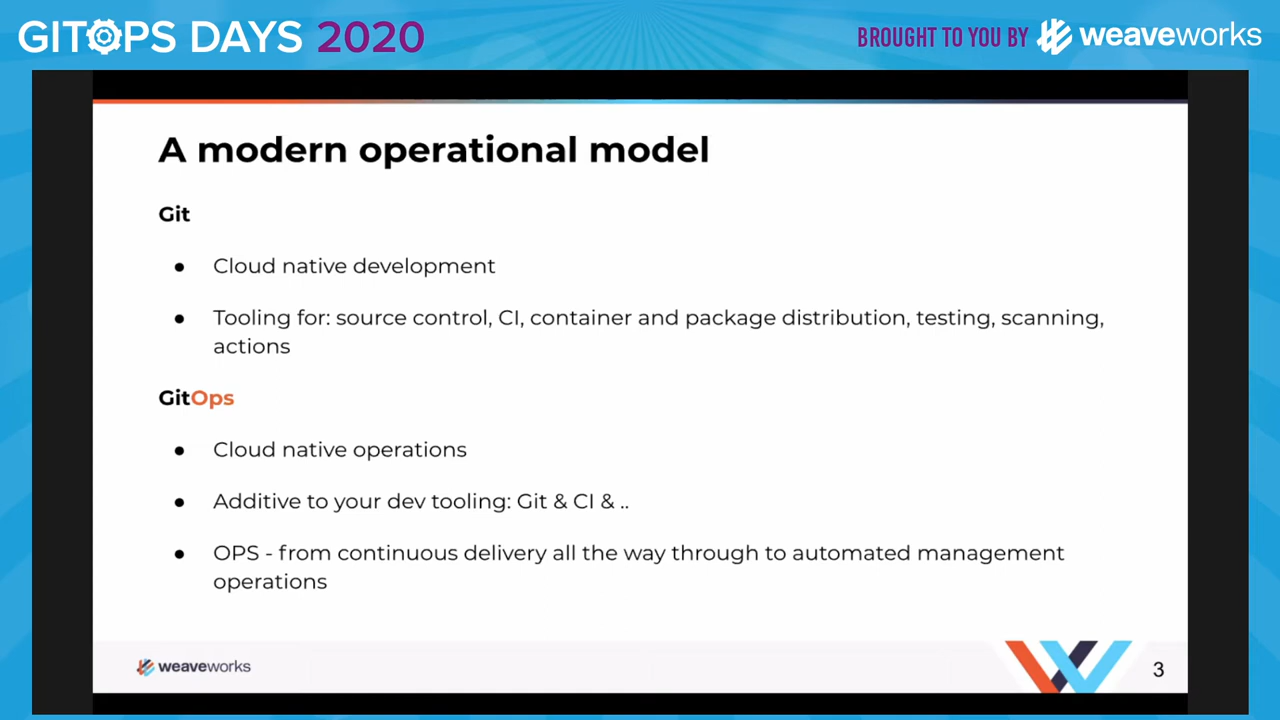 GITOPS DAYS 2020
BROUGHT TO YOU BY weaveworks
A modern operational model
Git
● Cloud native development
● Tooling for: source control, CI, container and package distribution, testing, scanning,
actions
GitOps
● Cloud native operations
● Additive to your dev tooling: Git & CI & ..
● OPS - from continuous delivery all the way through to automated management
operations
weaveworks
3